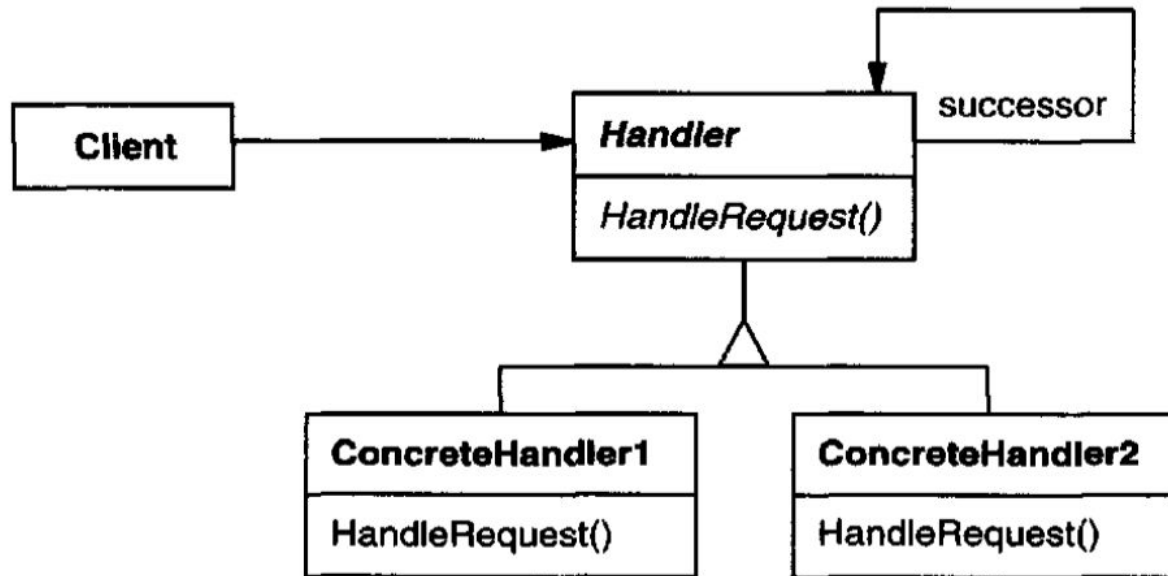 successor
Client
Handler
HandleRequest()
ConcreteHandler1
ConcreteHandler2
HandleRequest()
HandleRequest()